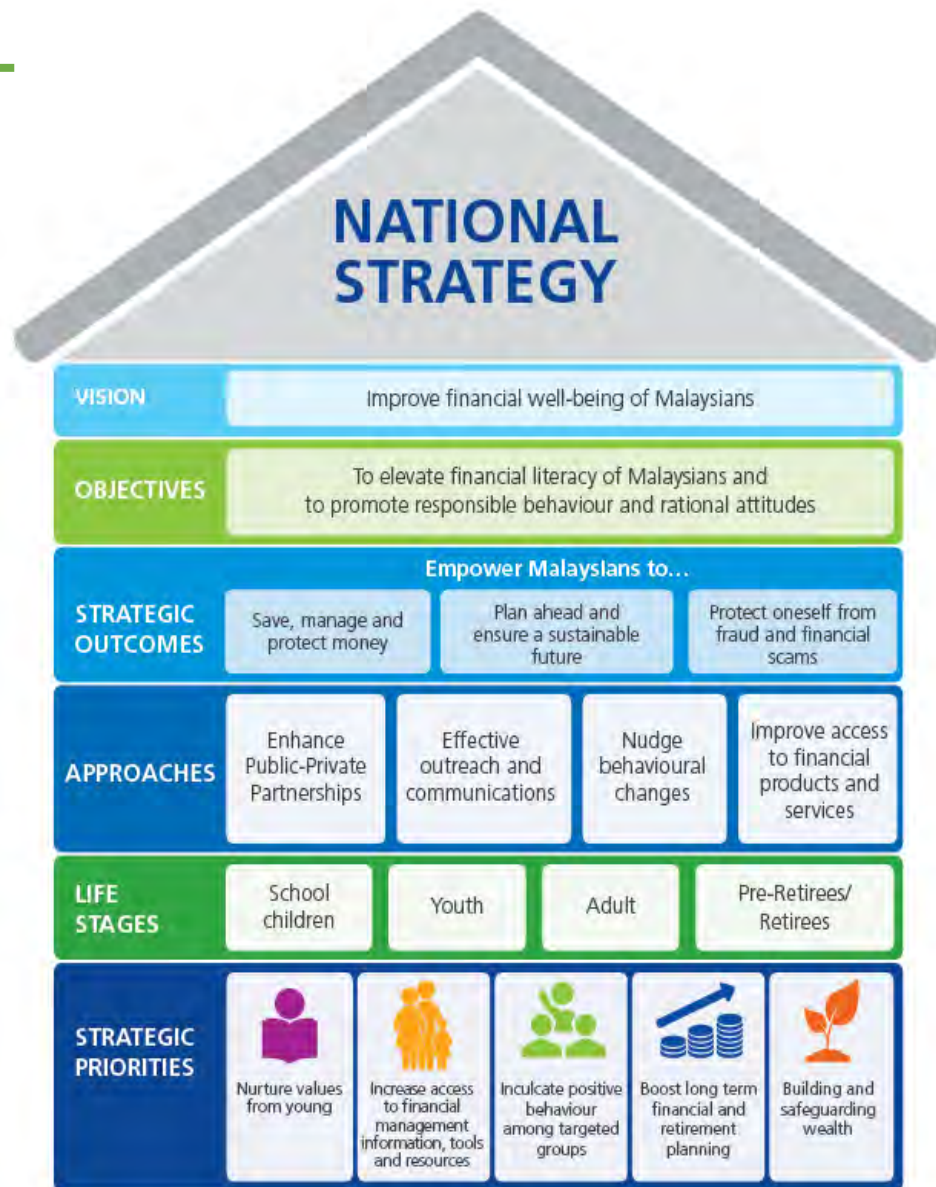 NATIONAL
STRATEGY
VISION
Improve financial well-being of Malaysians
OBJECTIVES
To elevate financial literacy of Malaysians and
to promote responsible behaviour and rational attitudes
STRATEGIC
OUTCOMES
Empower Malaysians to...
Save, manage and
protect money
Plan ahead and
ensure a sustainable
future
Protect oneself from
fraud and financial
scams
APPROACHES
Enhance
Public-Private
Partnerships
Effective
outreach and
communications
Nudge
behavioural
changes
Improve access
to financial
products and
services
LIFE
STAGES
School
children
Youth
Adult
Pre-Retirees/
Retirees
STRATEGIC
PRIORITIES
Nurture values
from young
Increase access
to financial
management
information, tools
and resources
Inculcate positive
behaviour
among targeted
groups
Boost long term
financial and
retirement
planning
Building and
safeguarding
wealth